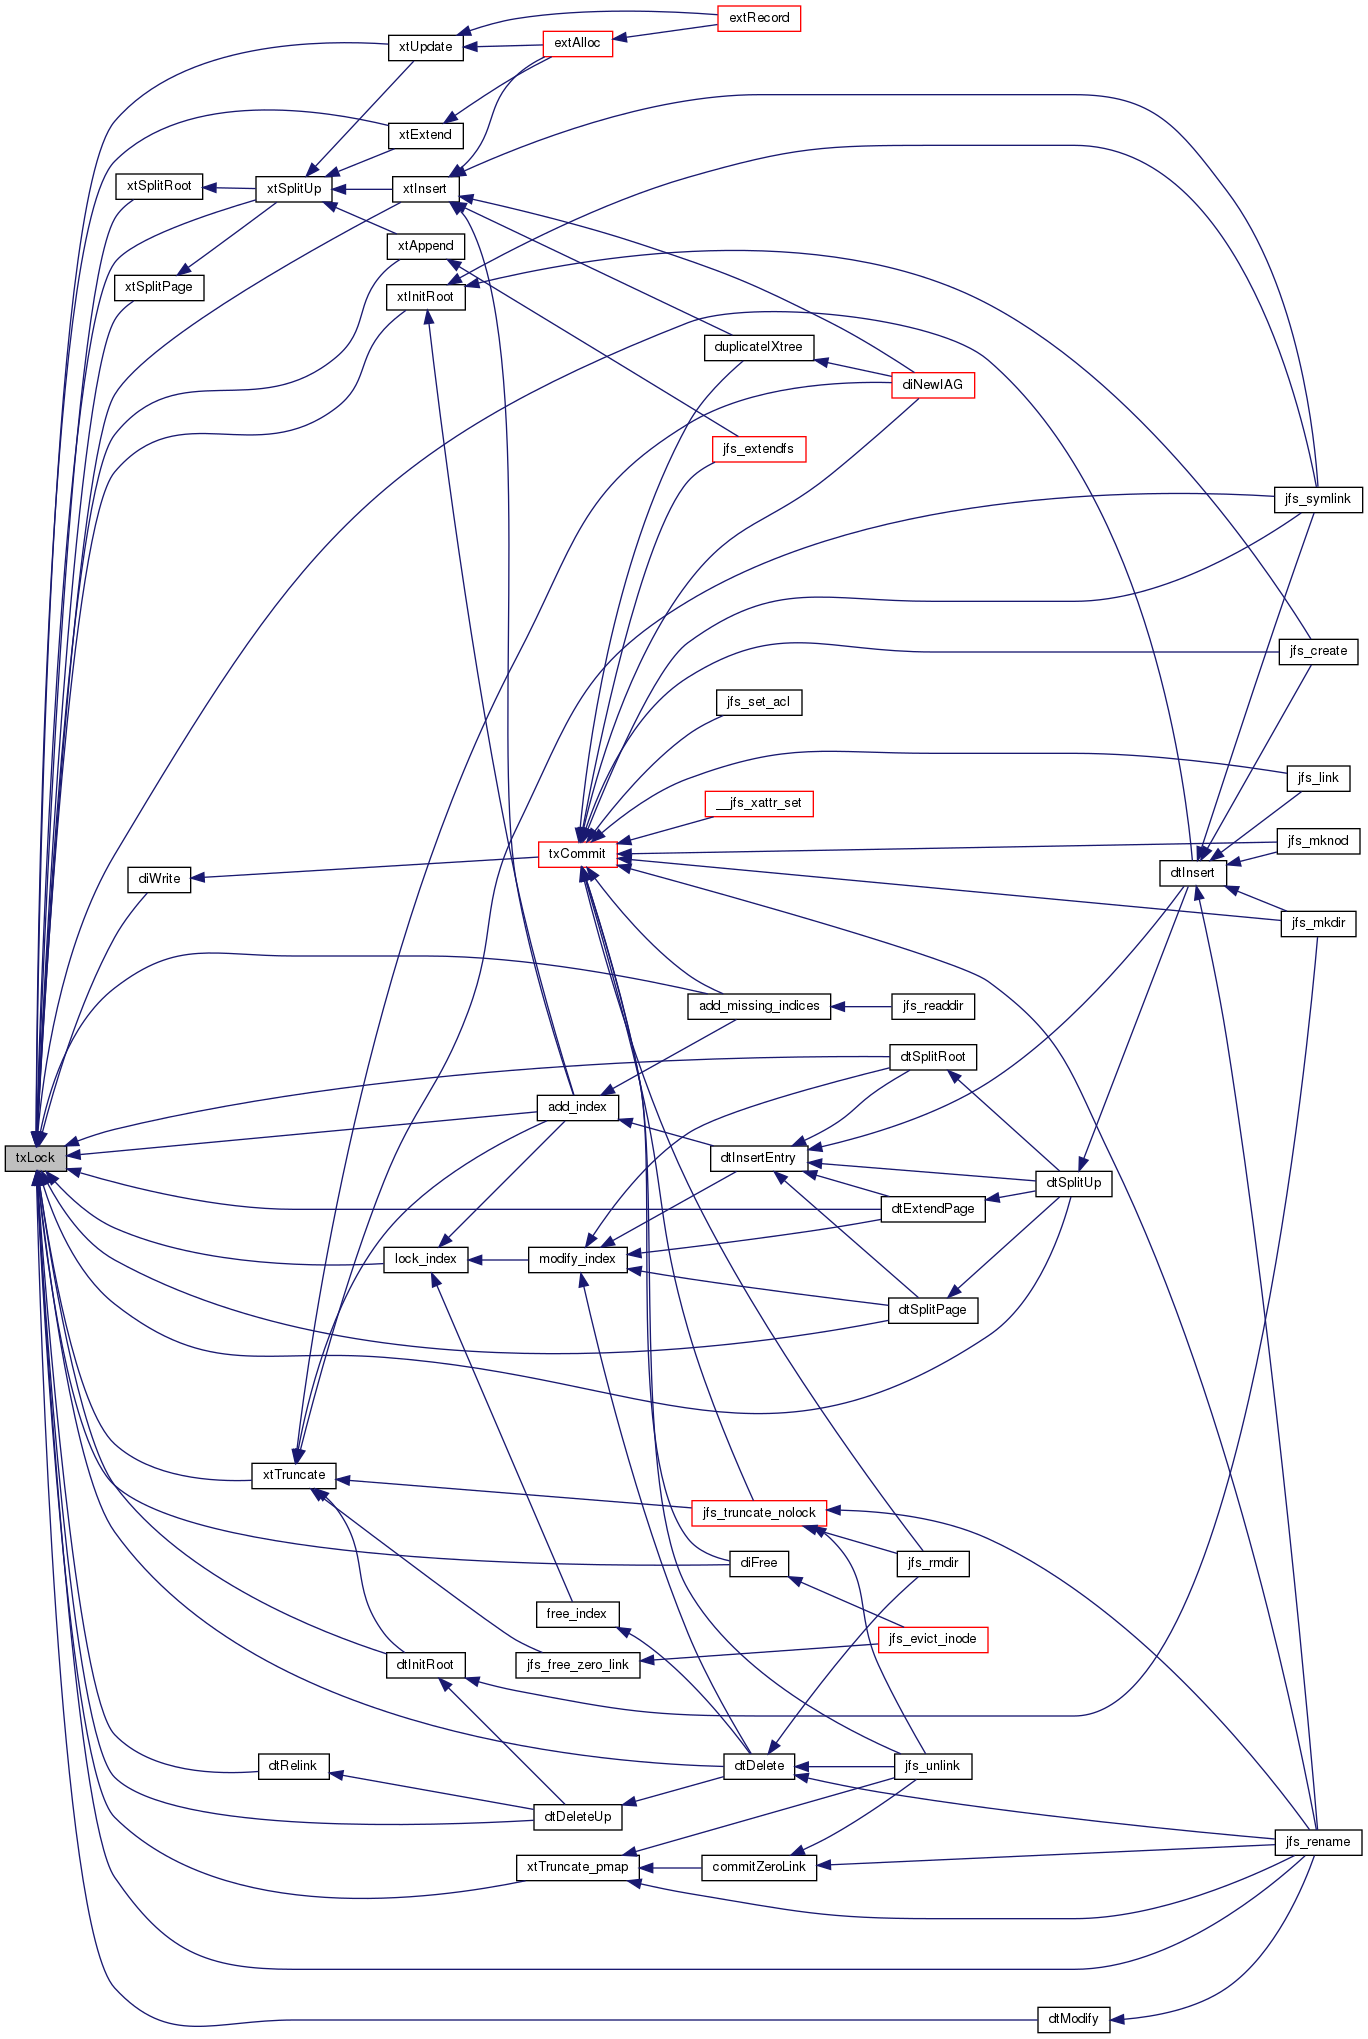 extRecord
xtUpdate
extAlloc
xtExtend
xtSplitRoot
xtSplitUp
xtInsert
xtAppend
xtSplitPage
xtInitRoot
duplicateIXtree
diNewIAG
jfs_extendfs
jfs_symlink
jfs_create
jfs_set_acl
jfs_link
__jfs_xattr_set
jfs_mknod
txCommit
dtInsert
diWrite
jfs_mkdir
add_missing_indices
jfs_readdir
dtSplitRoot
add_index
txLock
dtInsertEntry
dtSplitUp
dtExtendPage
lock_index
modify_index
dtSplitPage
xtTruncate
jfs_truncate_nolock
diFree
jfs_rmdir
free_index
jfs_evict_inode
dtInitRoot
jfs_free_zero_link
dtRelink
dtDelete
jfs_unlink
dtDeleteUp
jfs_rename
xtTruncate_pmap
commitZeroLink
dtModify